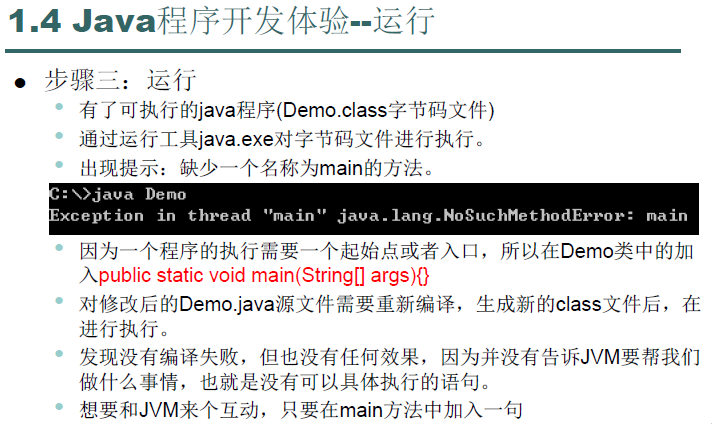 1.4 Java程序开发体验--运行
步骤三：运行
有了可执行的java程序(Demo.class字节码文件)
通过运行工具java.exe对字节码文件进行执行。
出现提示：缺少一个名称为main的方法。
C:\>java Demo
Exception in thread "main" java.lang.NoSuchMethodError: main
因为一个程序的执行需要一个起始点或者入口，所以在Demo类中的加
入public static void main(String[] args){}
对修改后的Demo.java源文件需要重新编译，生成新的class文件后，在
进行执行。
发现没有编译失败，但也没有任何效果，因为并没有告诉JVM要帮我们
做什么事情，也就是没有可以具体执行的语句。
想要和JVM来个互动，只要在main方法中加入一句